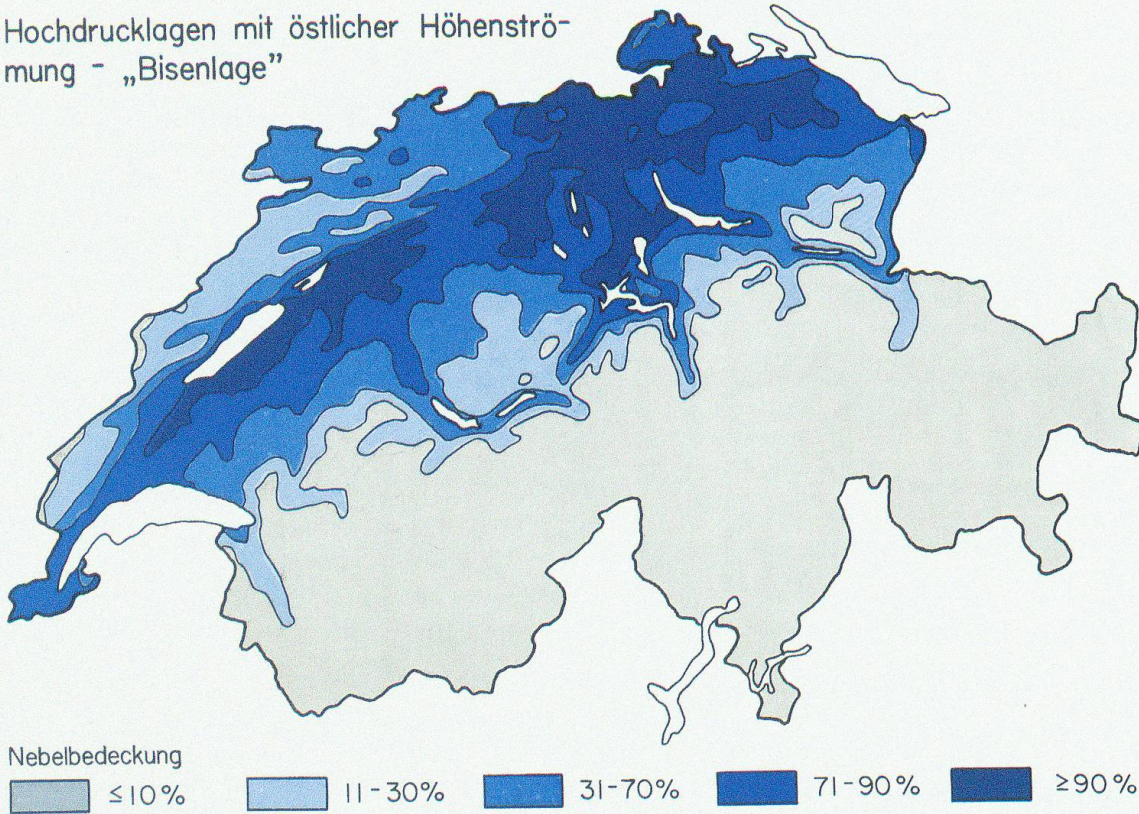 Hochdrucklagen mit östlicher Höhenströ-
mung - „Bisenlage”
Nebelbedeckung
≤10% 11-30% 31-70% 71-90% ≥90%